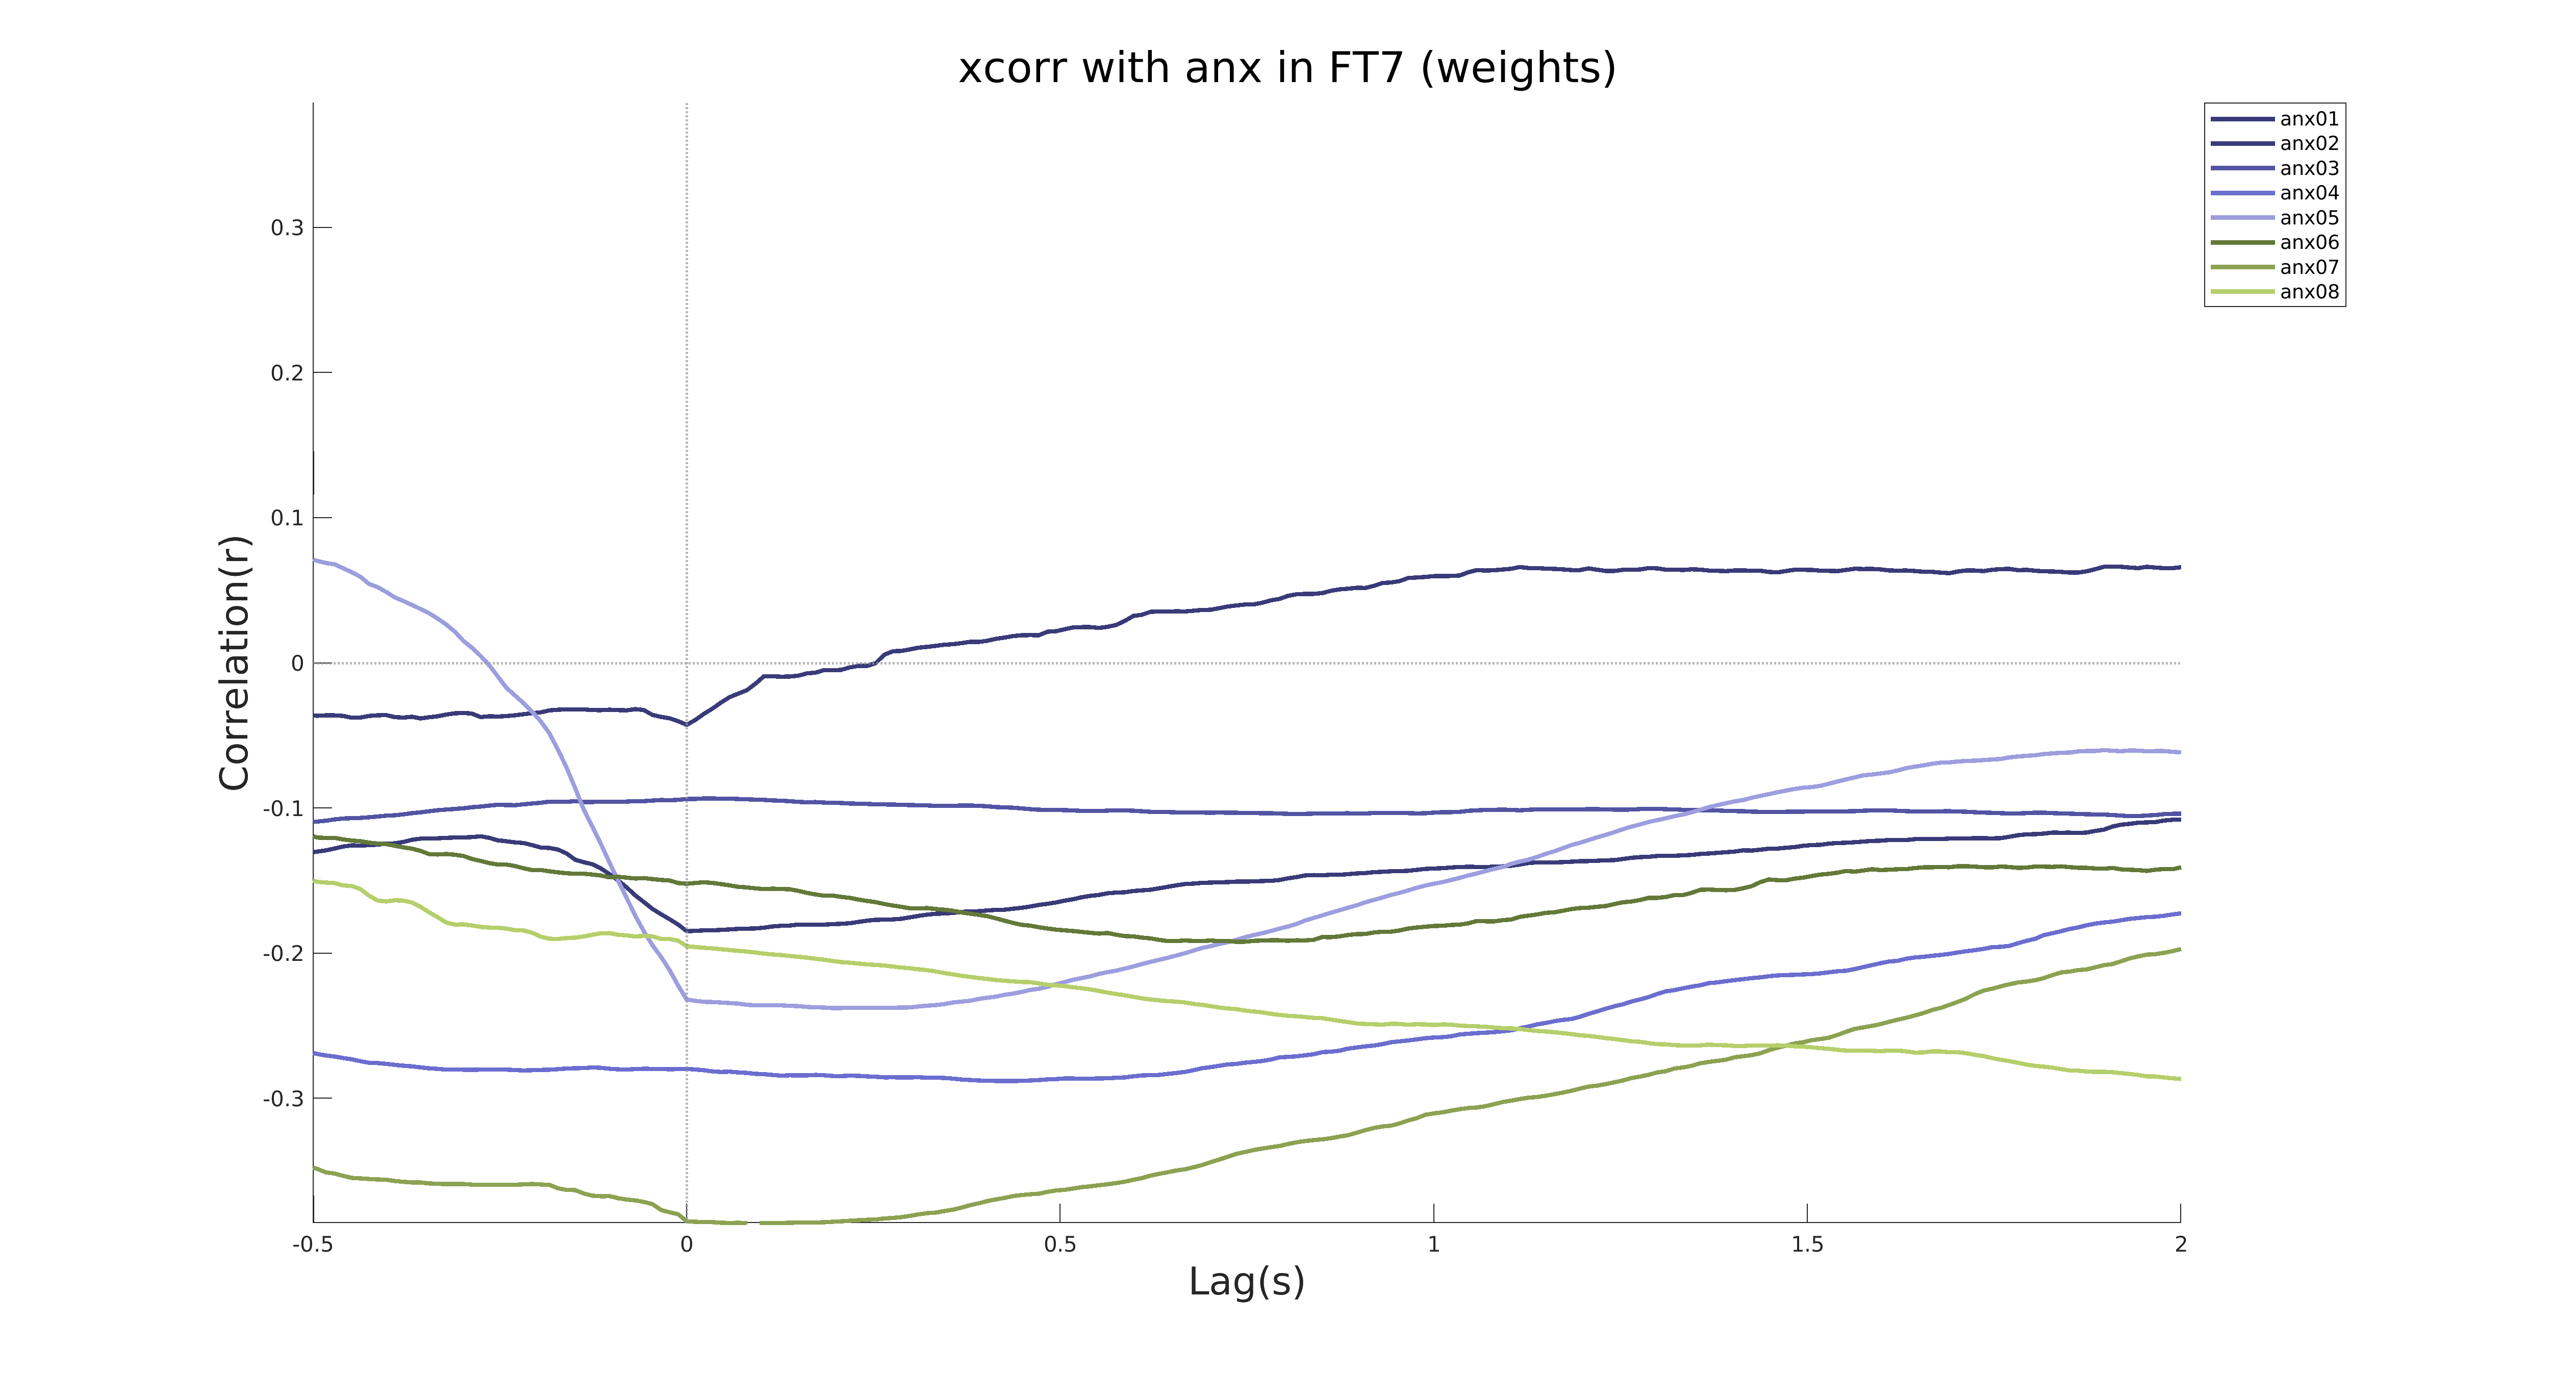 xcorr with anx in FT7 (weights)
anx01
anx02
anx03
anx04
anx05
anx06
anx07
anx08
Correlation(r)
0.3
0.2
0.1
0
-0.1
-0.2
-0.3
-0.5 0 0.5 1 1.5 2
Lag(s)